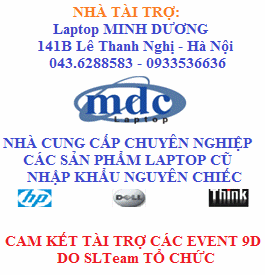 NHÀ TÀI TRỢ:
Laptop MINH DƯƠNG
141B Lê Thanh Nghị - Hà Nội
043.6288583 - 0933536636
mdc
Laptop
NHÀ CUNG CẤP CHUYÊN NGHIỆP
CÁC SẢN PHẨM LAPTOP CŨ
NHẬP KHẨU NGUYÊN CHIẾC
hp DELL Think
CAM KẾT TÀI TRỢ CÁC EVENT 9D
DO SLTeam TỔ CHỨC